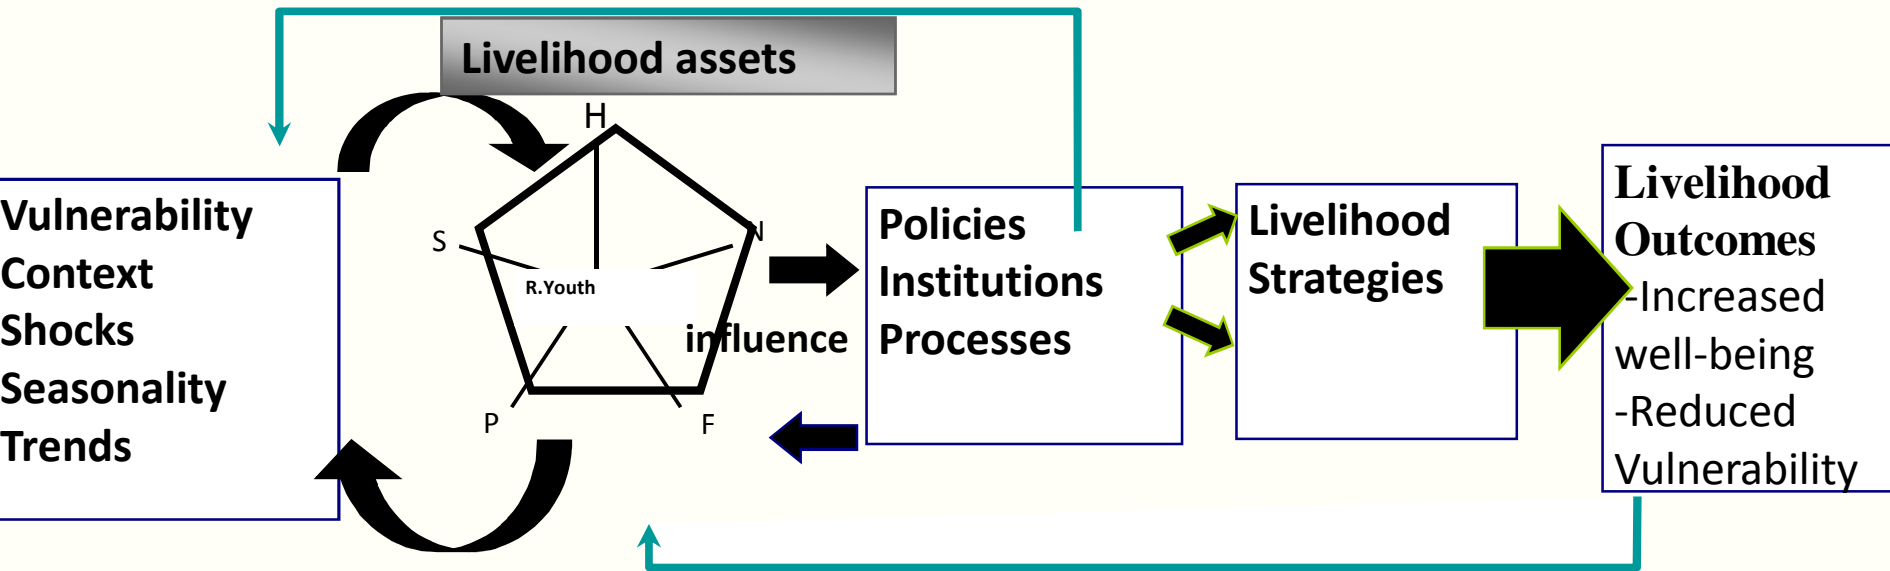 Livelihood assets
H
S
N
R.Youth
influence
P
F
Vulnerability
Context
Shocks
Seasonality
Trends
Policies
Institutions
Processes
Livelihood
Strategies
Livelihood
Outcomes
-Increased
well-being
-Reduced
Vulnerability